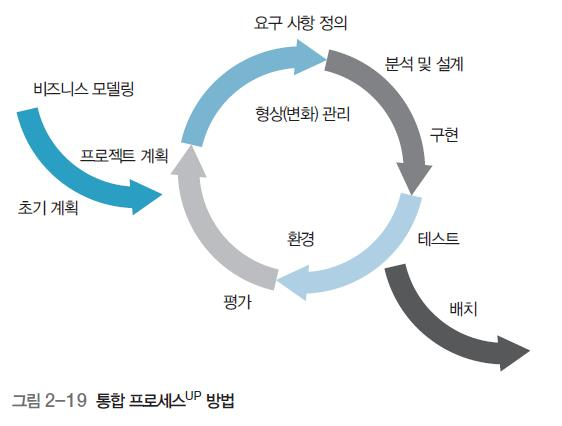 요구 사항 정의
분석 및 설계
비즈니스 모델링
형상(변화) 관리
구현
프로젝트 계획
초기 계획
환경
테스트
평가
배치
그림 2-19 통합 프로세스UP 방법